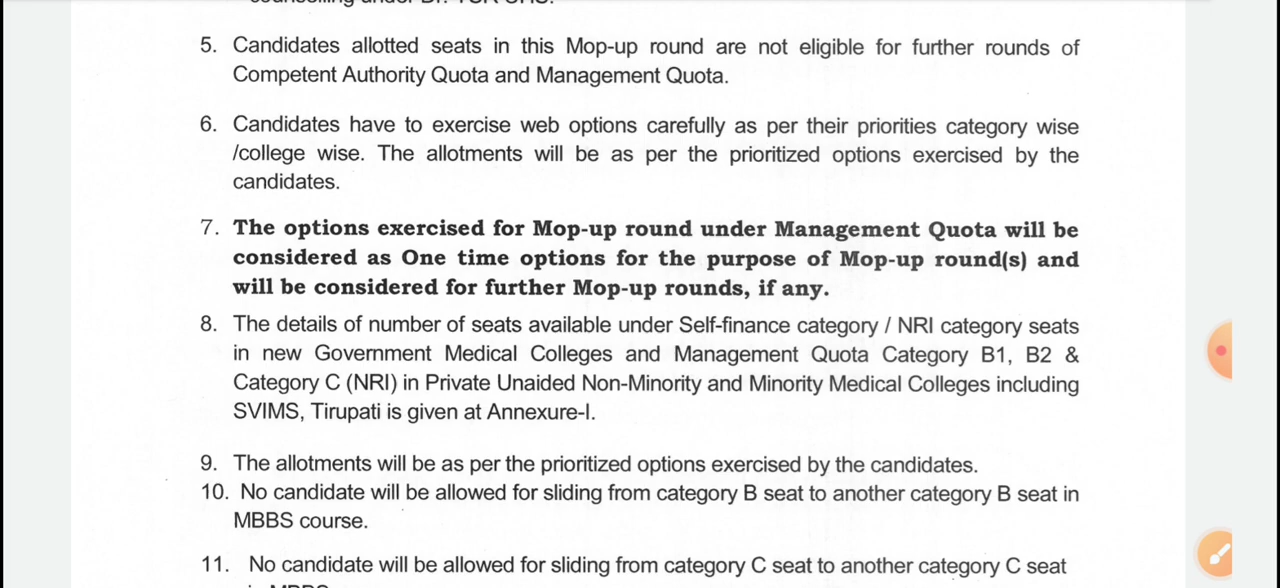 5. Candidates allotted seats in this Mop-up round are not eligible for further rounds of
Competent Authority Quota and Management Quota.
6. Candidates have to exercise web options carefully as per their priorities category wise
/college wise. The allotments will be as per the prioritized options exercised by the
candidates.
7. The options exercised for Mop-up round under Management Quota will be
considered as One time options for the purpose of Mop-up round(s) and
will be considered for further Mop-up rounds, if any.
8. The details of number of seats available under Self-finance category / NRI category seats
in new Government Medical Colleges and Management Quota Category B1, B2 &
Category C (NRI) in Private Unaided Non-Minority and Minority Medical Colleges including
SVIMS, Tirupati is given at Annexure-I.
9. The allotments will be as per the prioritized options exercised by the candidates.
10. No candidate will be allowed for sliding from category B seat to another category B seat in
MBBS course.
11. No candidate will be allowed for sliding from category C seat to another category C seat